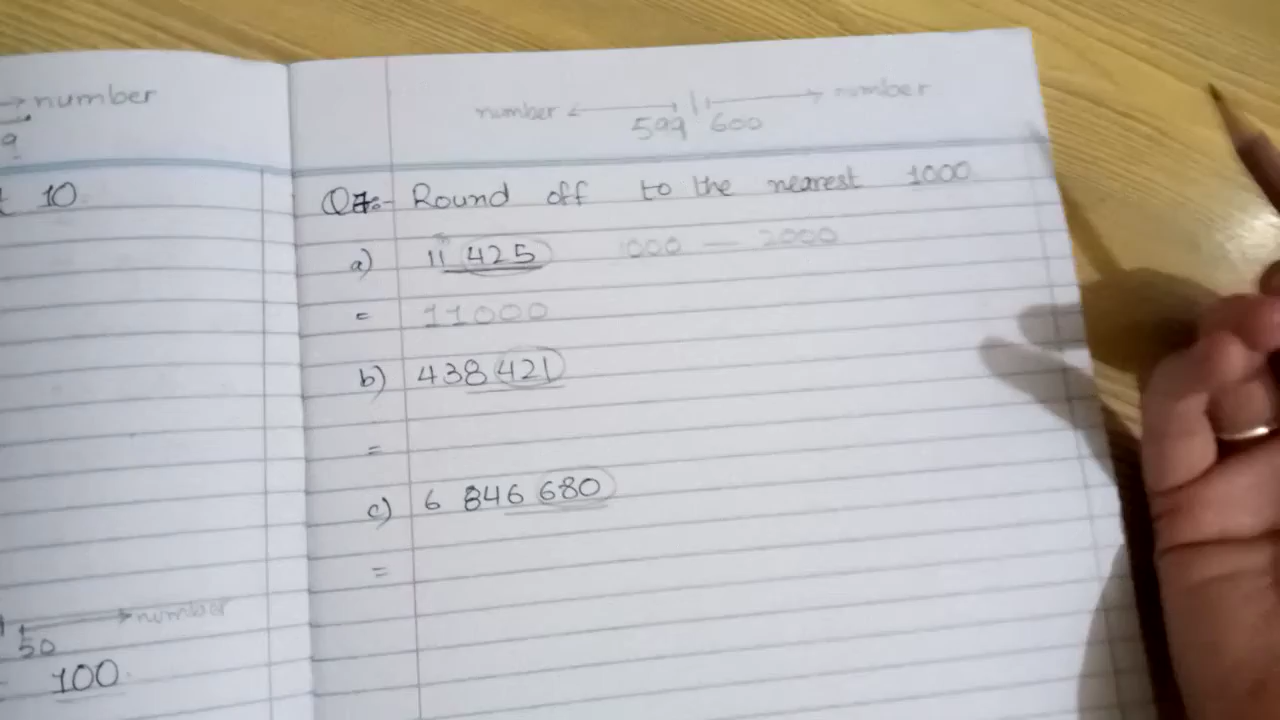 → number
9
t 10
50 → number
100
number ← 599 | 600 → number
Q7:- Round off to the nearest 1000
a) 11 425 1000 — 2000
= 11000
b) 438 421
=
c) 6 846 680
=